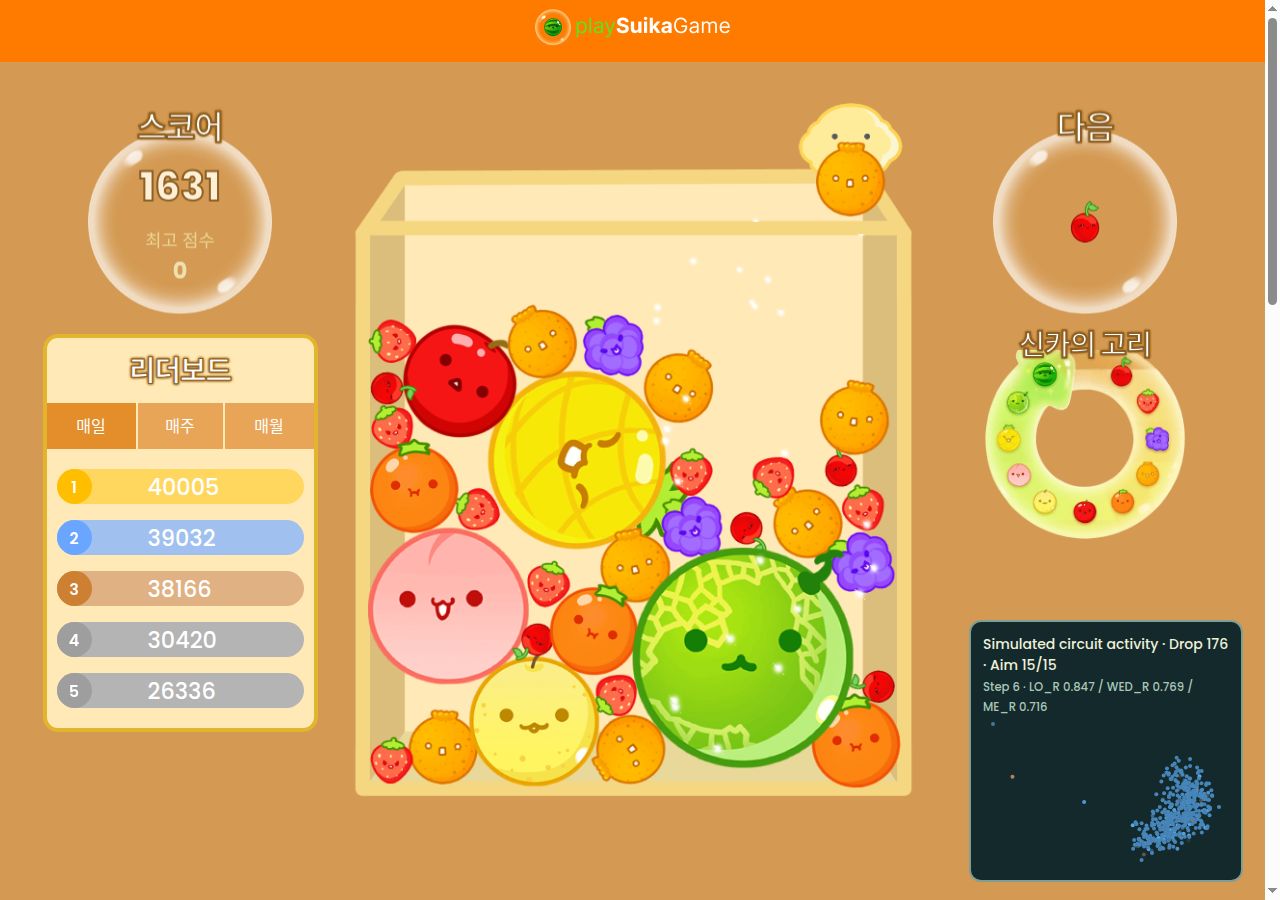 playSuikaGame
스코어
1631
최고 점수
0
다음
신카의 고리
리더보드
매일 매주 매월
1 40005
2 39032
3 38166
4 30420
5 26336
Simulated circuit activity · Drop 176
· Aim 15/15
Step 6 · LO_R 0.847 / WED_R 0.769 /
ME_R 0.716